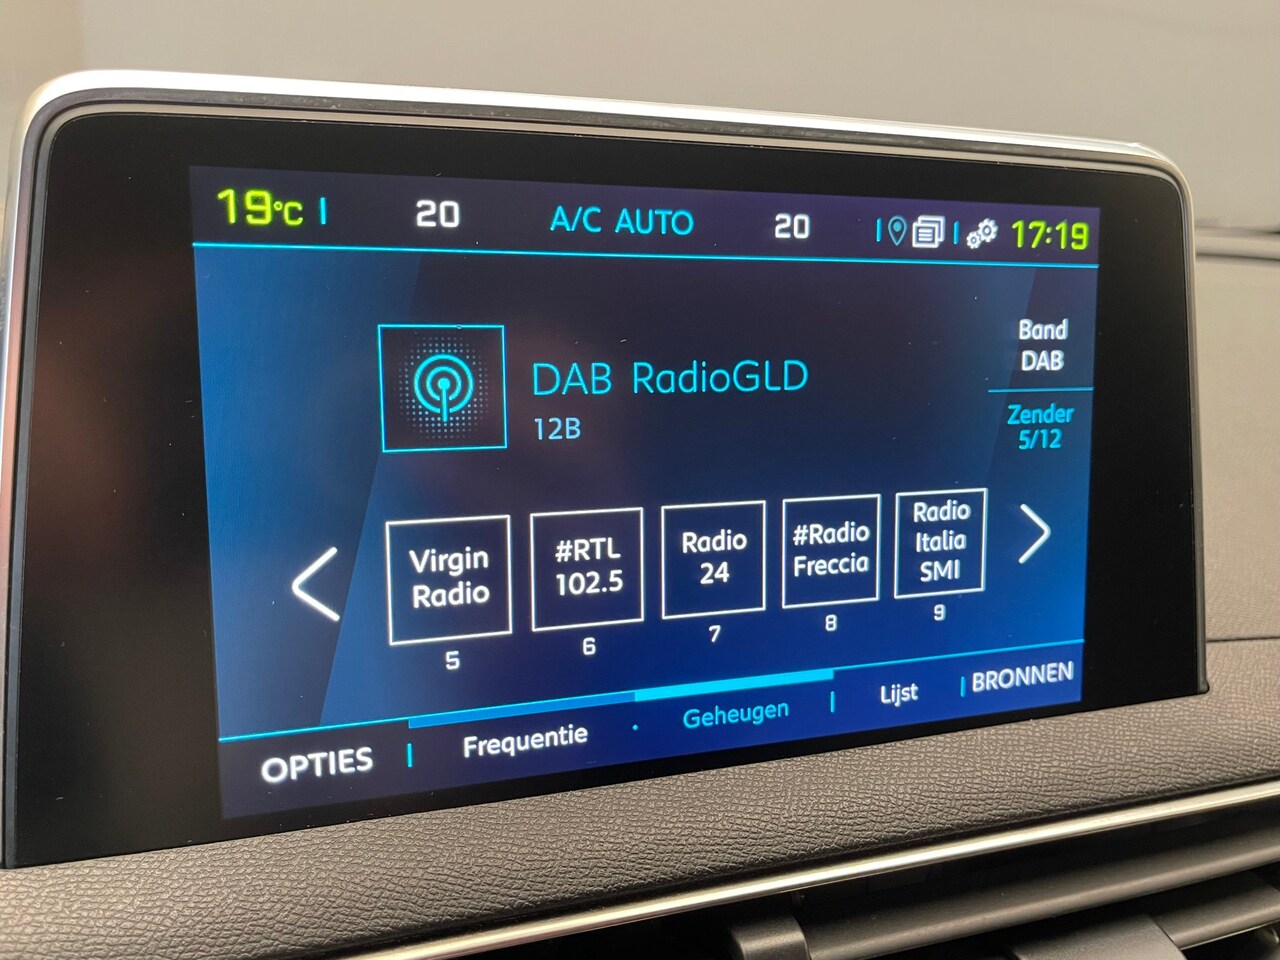 19°C 20 A/C AUTO 20 17:19
DAB RadioGLD
12B
Band
DAB
Zender
5/12
Virgin
Radio
5
#RTL
102.5
6
Radio
24
7
#Radio
Freccia
8
Radio
Italia
SMI
9
OPTIES Frequentie Geheugen Lijst BRONNEN